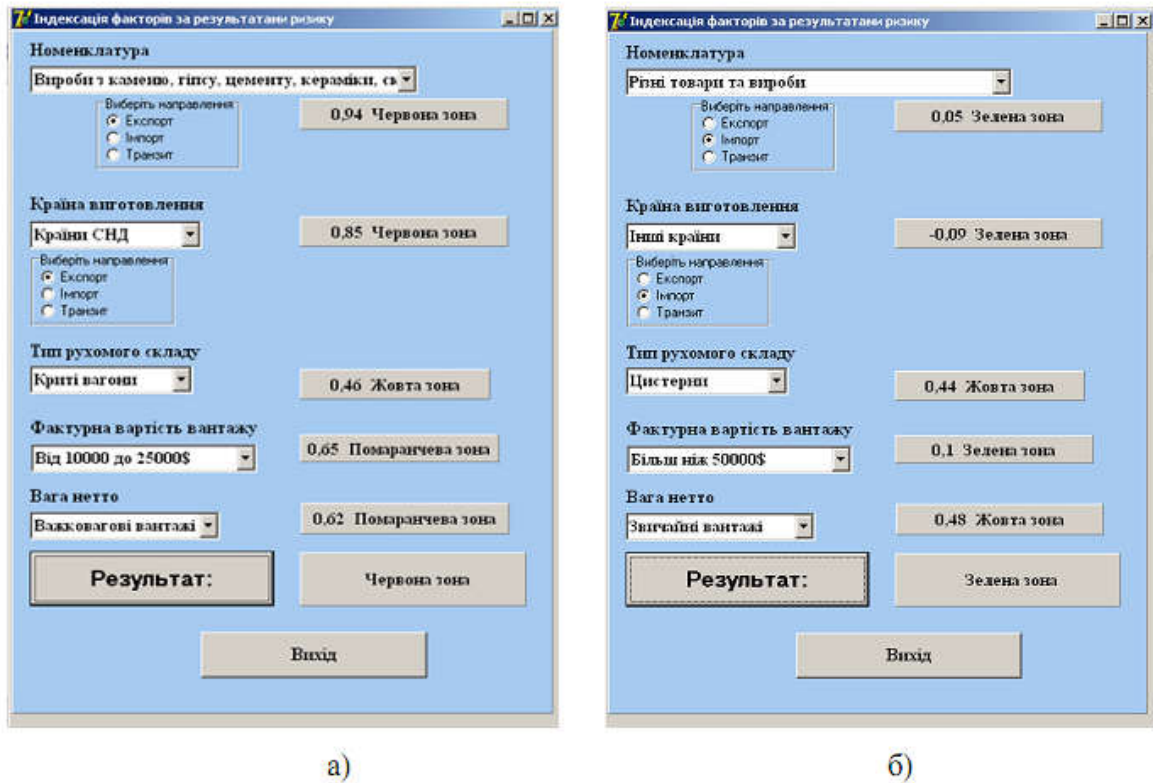 Індексація факторів за результатами ризику
Номенклатура
Вироби з каменю, гіпсу, цементу, кераміки, ск
Виберіть направлення
Експорт
Імпорт
Транзит
0,94 Червона зона
Країна виготовлення
Країни СНД
0,85 Червона зона
Виберіть направлення
Експорт
Імпорт
Транзит
Тип рухомого складу
Криті вагони
0,46 Жовта зона
Фактурна вартість вантажу
Від 10000 до 25000$
0,65 Помаранчева зона
Вага нетто
Важковагові вантажі
0,62 Помаранчева зона
Результат:
Червона зона
Вихід
а)
Індексація факторів за результатами ризику
Номенклатура
Різні товари та вироби
Виберіть направлення
Експорт
Імпорт
Транзит
0,05 Зелена зона
Країна виготовлення
Інші країни
-0,09 Зелена зона
Виберіть направлення
Експорт
Імпорт
Транзит
Тип рухомого складу
Цистерни
0,44 Жовта зона
Фактурна вартість вантажу
Більш ніж 50000$
0,1 Зелена зона
Вага нетто
Звичайні вантажі
0,48 Жовта зона
Результат:
Зелена зона
Вихід
б)